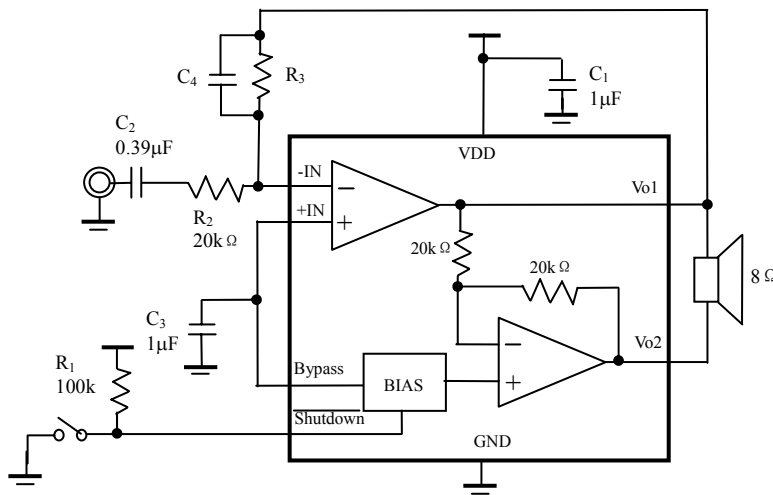 C4
R3
C1
1μF
C2
0.39μF
VDD
-IN
Vo1
+IN
R2
20kΩ
20kΩ
20kΩ
8Ω
C3
1μF
Vo2
R1
100k
Bypass
BIAS
Shutdown
GND